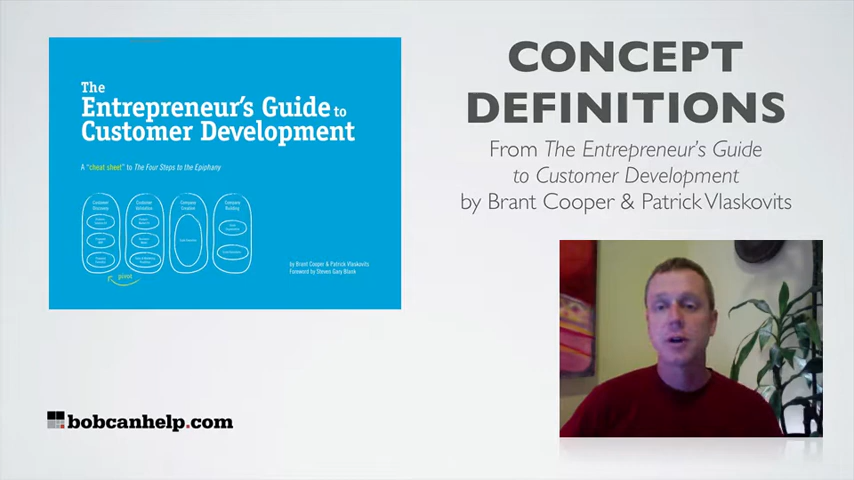 The
Entrepreneur's Guide to
Customer Development
A "cheat sheet" to The Four Steps to the Epiphany
Customer
Discovery
Customer
Validation
Company
Creation
Company
Building
pivot
by Brant Cooper & Patrick Vlaskovits
Foreword by Steven Gary Blank
CONCEPT
DEFINITIONS
From The Entrepreneur's Guide
to Customer Development
by Brant Cooper & Patrick Vlaskovits
bobcanhelp.com